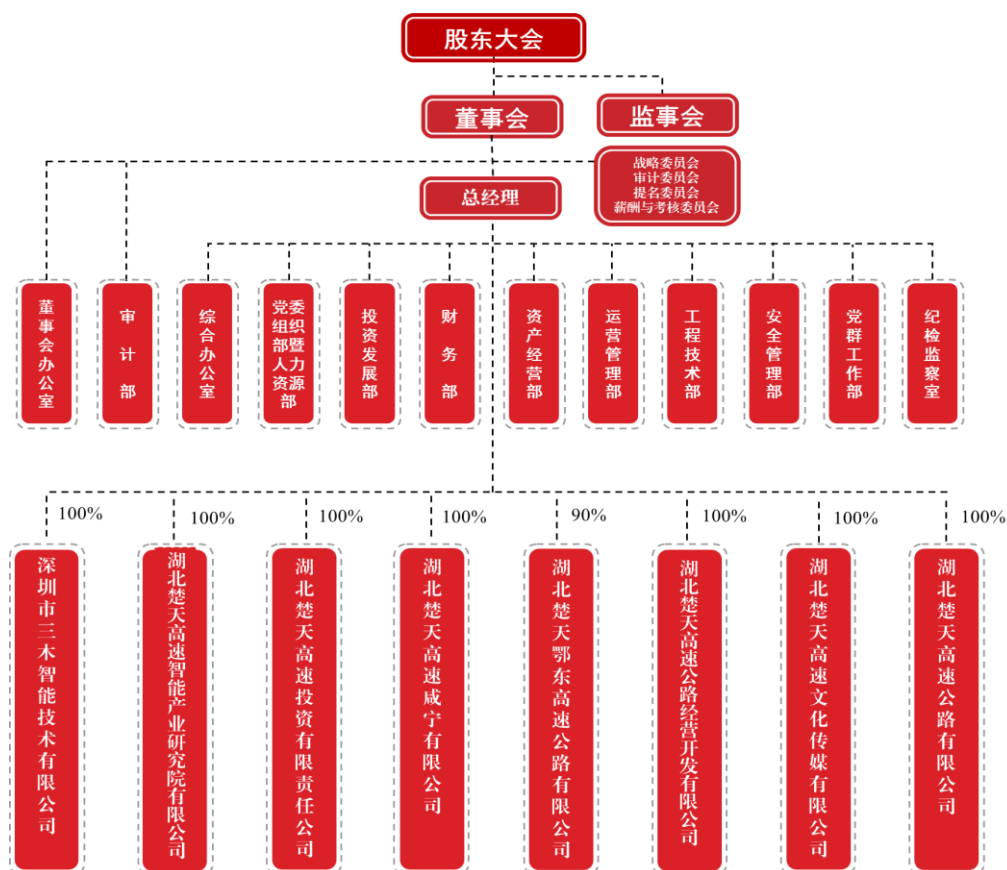 股东大会
董事会
监事会
战略委员会
审计委员会
提名委员会
薪酬与考核委员会
总经理
董事会办公室
审计部
综合办公室
党委组织部暨人力资源部
投资发展部
财务部
资产经营部
运营管理部
工程技术部
安全管理部
党群工作部
纪检监察室
100%
100%
100%
100%
90%
100%
100%
100%
深圳市三木智能技术有限公司
湖北楚天高速智能产业研究院有限公司
湖北楚天高速投资有限责任公司
湖北楚天高速咸宁有限公司
湖北楚天鄂东高速公路有限公司
湖北楚天高速公路经营开发有限公司
湖北楚天高速文化传媒有限公司
湖北楚天高速公路有限公司